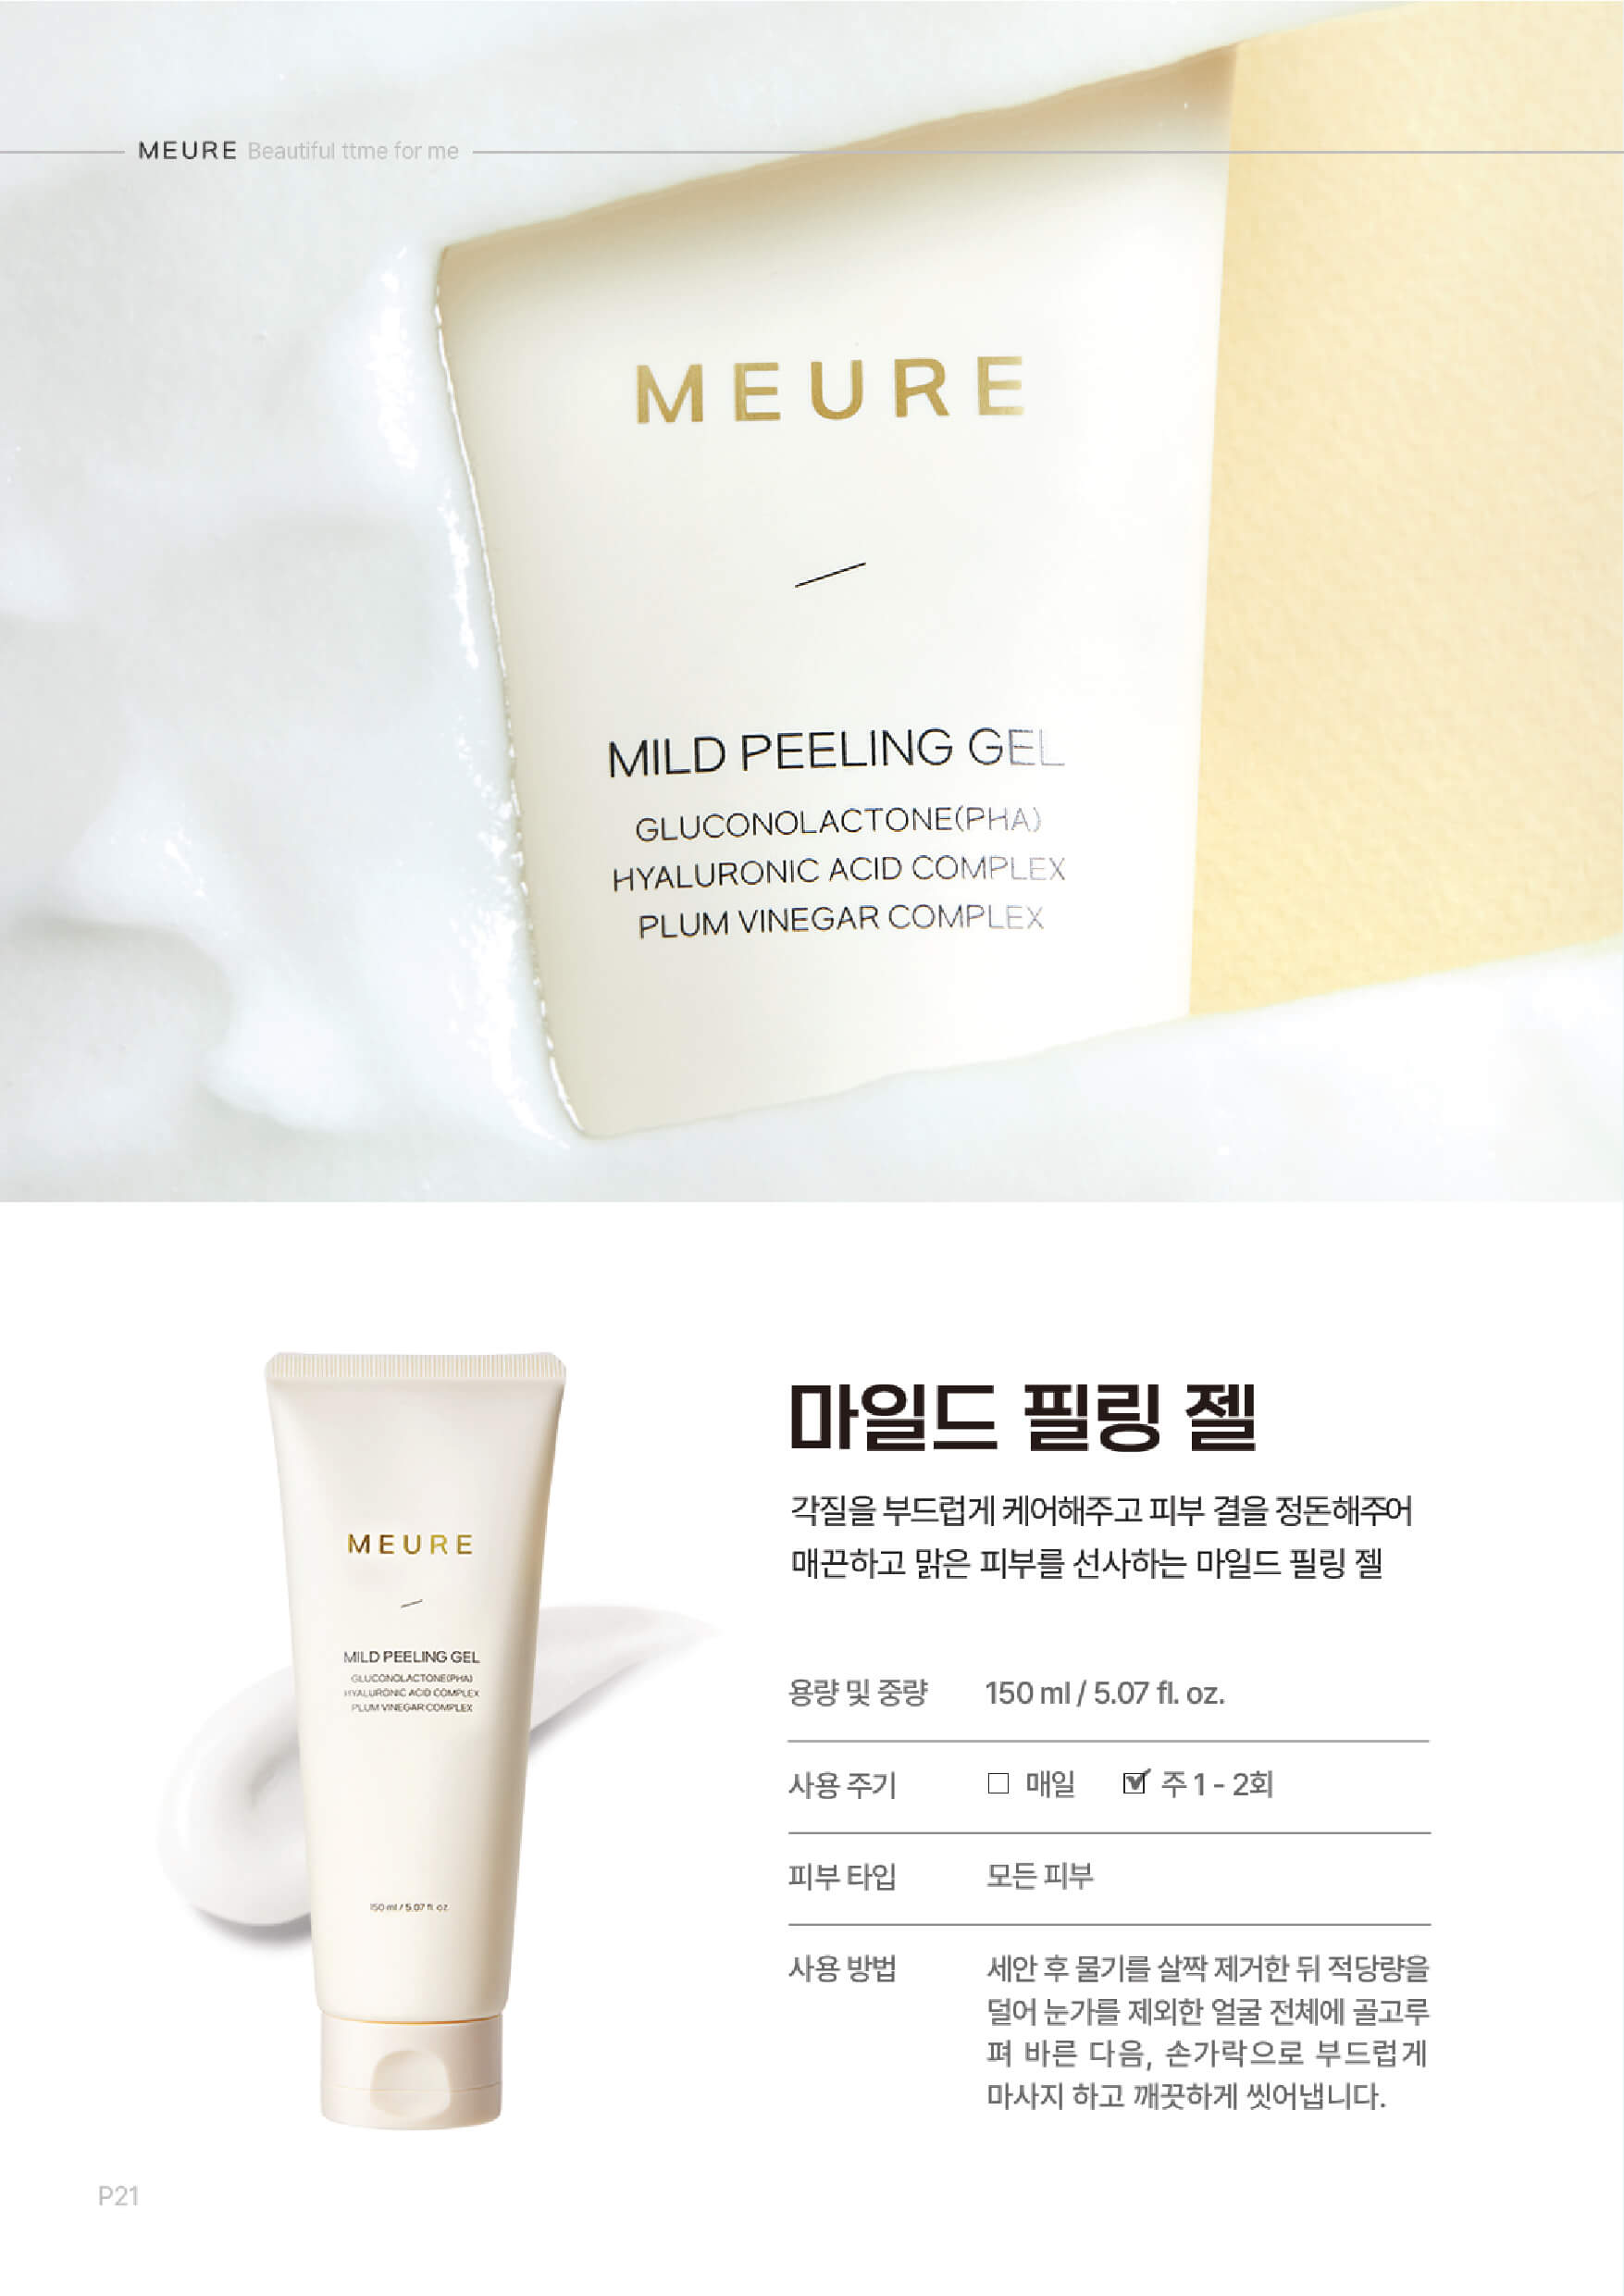 MEURE Beautiful ttme for me
MEURE
MILD PEELING GEL
GLUCONOLACTONE(PHA)
HYALURONIC ACID COMPLEX
PLUM VINEGAR COMPLEX
MEURE
MILD PEELING GEL
GLUCONOLACTONE(PHA)
HYALURONIC ACID COMPLEX
PLUM VINEGAR COMPLEX
150 ml / 5.07 fl. oz.
마일드 필링 젤
각질을 부드럽게 케어해주고 피부 결을 정돈해주어
매끈하고 맑은 피부를 선사하는 마일드 필링 젤
용량 및 중량 150 ml / 5.07 fl. oz.
사용 주기 ☐ 매일 ☑ 주 1 - 2회
피부 타입 모든 피부
사용 방법 세안 후 물기를 살짝 제거한 뒤 적당량을
덜어 눈가를 제외한 얼굴 전체에 골고루
펴 바른 다음, 손가락으로 부드럽게
마사지 하고 깨끗하게 씻어냅니다.
P21